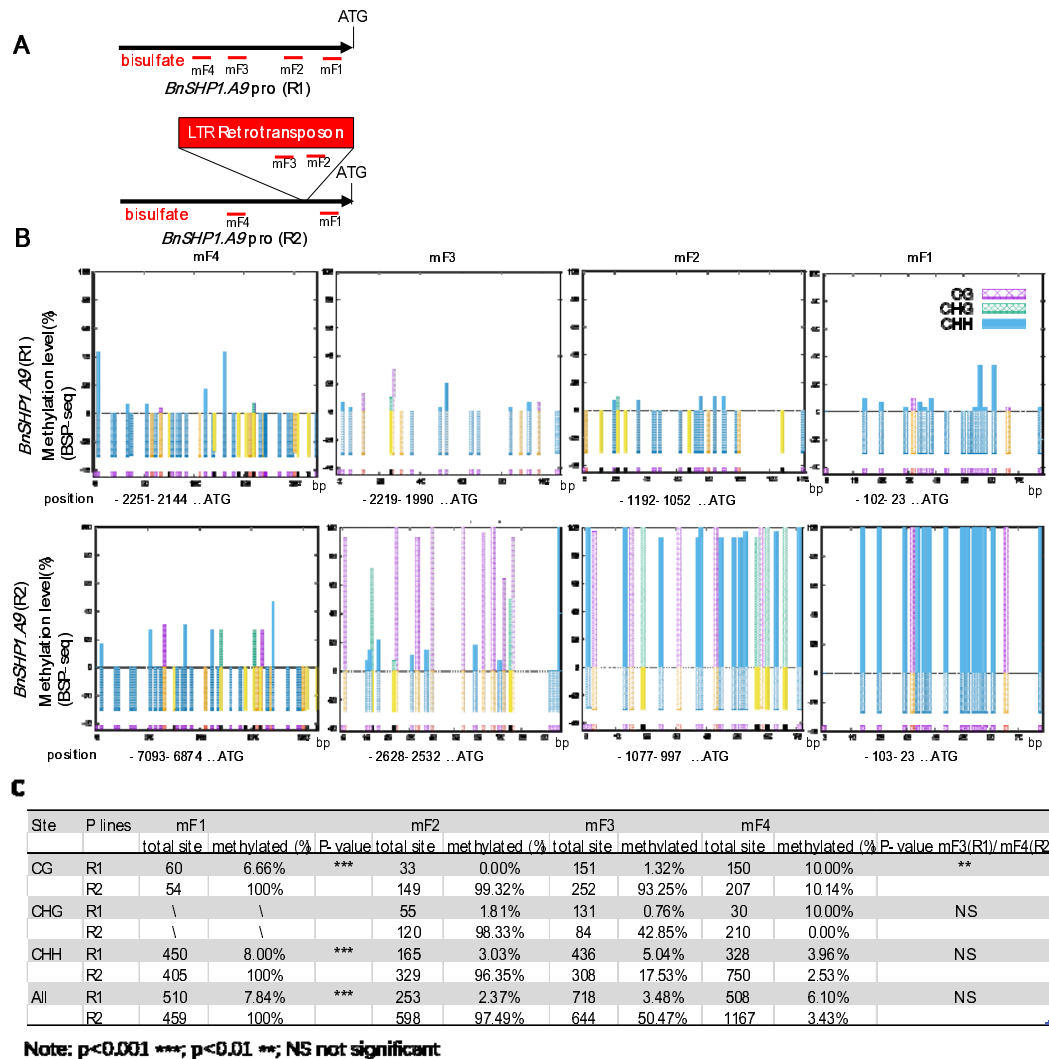 A
ATG
bisulfate
mF4 mF3 mF2 mF1
BnSHP1.A9 pro (R1)
LTR Retrotransposon
mF3 mF2
ATG
bisulfate
mF4 mF1
BnSHP1.A9 pro (R2)
B
mF4 mF3 mF2 mF1
CG
CHG
CHH
BnSHP1.A9 (R1)
Methylation level(%)
(BSP-seq)
bp bp bp bp
position -2251-2144 ..ATG -2219-1990 ..ATG -1192-1052 ..ATG -102-23 ..ATG
BnSHP1.A9 (R2)
Methylation level(%)
(BSP-seq)
bp bp bp bp
position -7093-6874 ..ATG -2628-2532 ..ATG -1077-997 ..ATG -103-23 ..ATG
C
Site P lines mF1 mF2 mF3 mF4
total site methylated (% P-value total site methylated (% total site methylated total site methylated (% P-value mF3(R1)/mF4(R2
CG R1 60 6.66% *** 33 0.00% 151 1.32% 150 10.00% **
R2 54 100% 149 99.32% 252 93.25% 207 10.14%
CHG R1 \ \ 55 1.81% 131 0.76% 30 10.00% NS
R2 \ \ 120 98.33% 84 42.85% 210 0.00%
CHH R1 450 8.00% *** 165 3.03% 436 5.04% 328 3.96% NS
R2 405 100% 329 96.35% 308 17.53% 750 2.53%
All R1 510 7.84% *** 253 2.37% 718 3.48% 508 6.10% NS
R2 459 100% 598 97.49% 644 50.47% 1167 3.43%
Note: p<0.001 ***; p<0.01 **; NS not significant